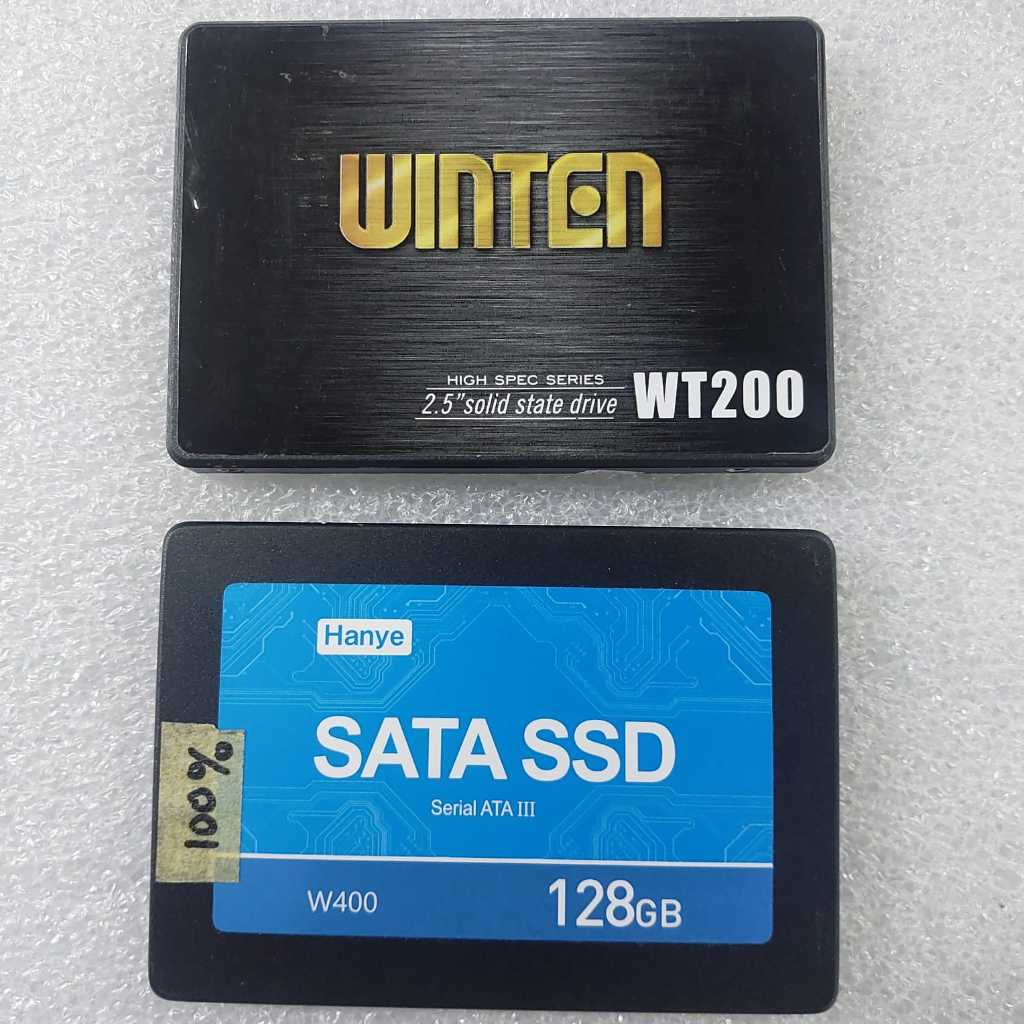 WINTEN
HIGH SPEC SERIES
2.5"solid state drive WT200
Hanye
SATA SSD
Serial ATA III
100%
W400 128GB